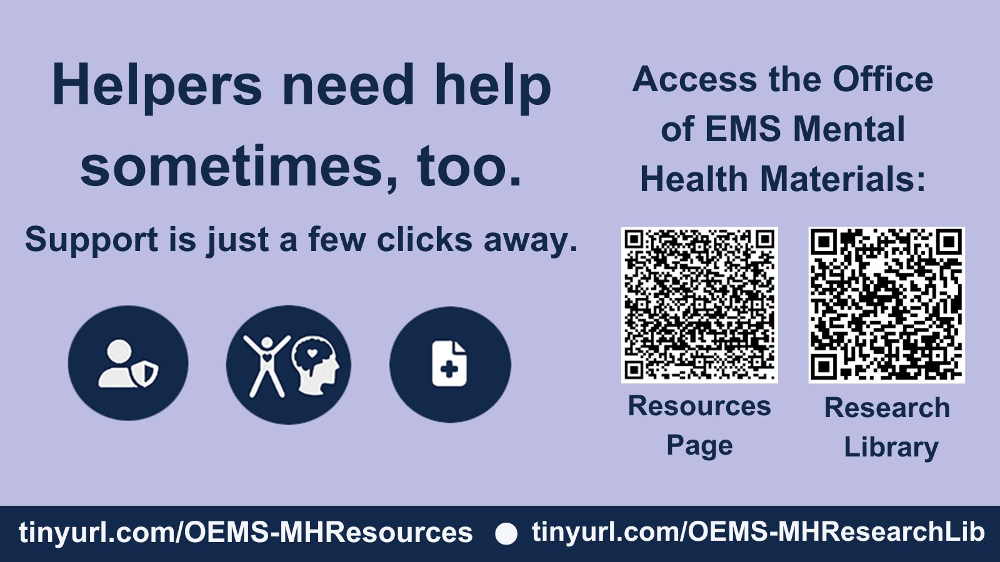 Helpers need help
sometimes, too.
Support is just a few clicks away.
Access the Office
of EMS Mental
Health Materials:
Resources
Page
Research
Library
tinyurl.com/OEMS-MHResources ● tinyurl.com/OEMS-MHResearchLib